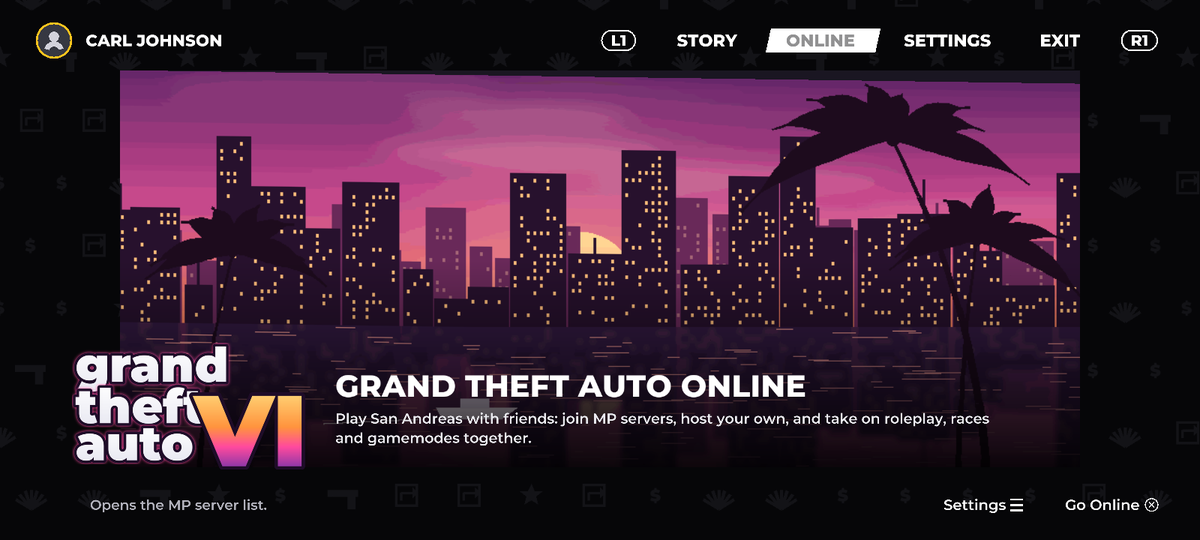 CARL JOHNSON
L1
STORY
ONLINE
SETTINGS
EXIT
R1
grand
theft
auto
VI
GRAND THEFT AUTO ONLINE
Play San Andreas with friends: join MP servers, host your own, and take on roleplay, races
and gamemodes together.
Opens the MP server list.
Settings
Go Online